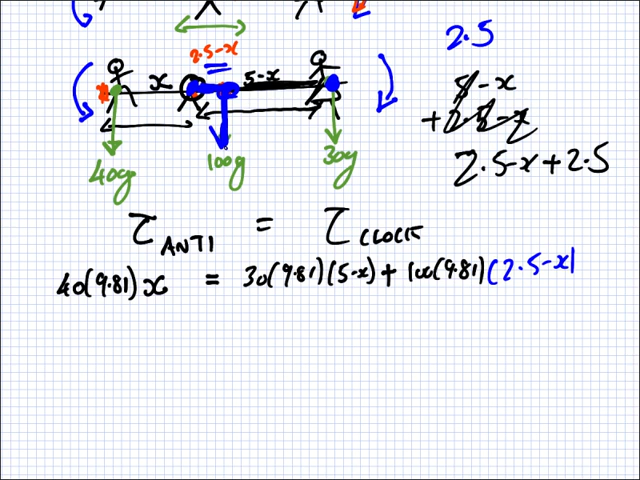 2.5
2.5-x
x 5-x
5-x
+ 2.5-x
2.5-x+2.5
40g 100g 30g
τ ANTI = τ CLOCK
40(9.81)x = 30(9.81)(5-x) + 100(9.81)(2.5-x)